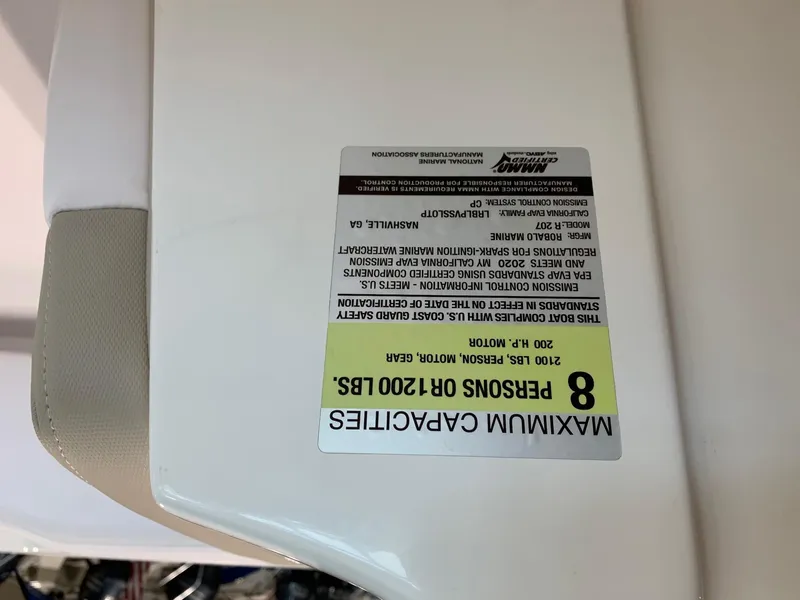 MAXIMUM CAPACITIES
8 PERSONS OR 1200 LBS.
2100 LBS, PERSON, MOTOR, GEAR
200 H.P. MOTOR
THIS BOAT COMPLIES WITH U.S. COAST GUARD SAFETY
STANDARDS IN EFFECT ON THE DATE OF CERTIFICATION
EMISSION CONTROL INFORMATION - MEETS U.S.
EPA EVAP STANDARDS USING CERTIFIED COMPONENTS
AND MEETS 2020 MY CALIFORNIA EVAP EMISSION
REGULATIONS FOR SPARK-IGNITION MARINE WATERCRAFT
MFGR: ROBALO MARINE
MODEL: R 207 NASHVILLE, GA
CALIFORNIA EVAP FAMILY: LRBLPVSSLOTP
EMISSION CONTROL SYSTEM: CP
DESIGN COMPLIANCE WITH NMMA REQUIREMENTS IS VERIFIED.
MANUFACTURER RESPONSIBLE FOR PRODUCTION CONTROL.
NMMA CERTIFIED
NATIONAL MARINE
MANUFACTURERS ASSOCIATION
using ABYC standards